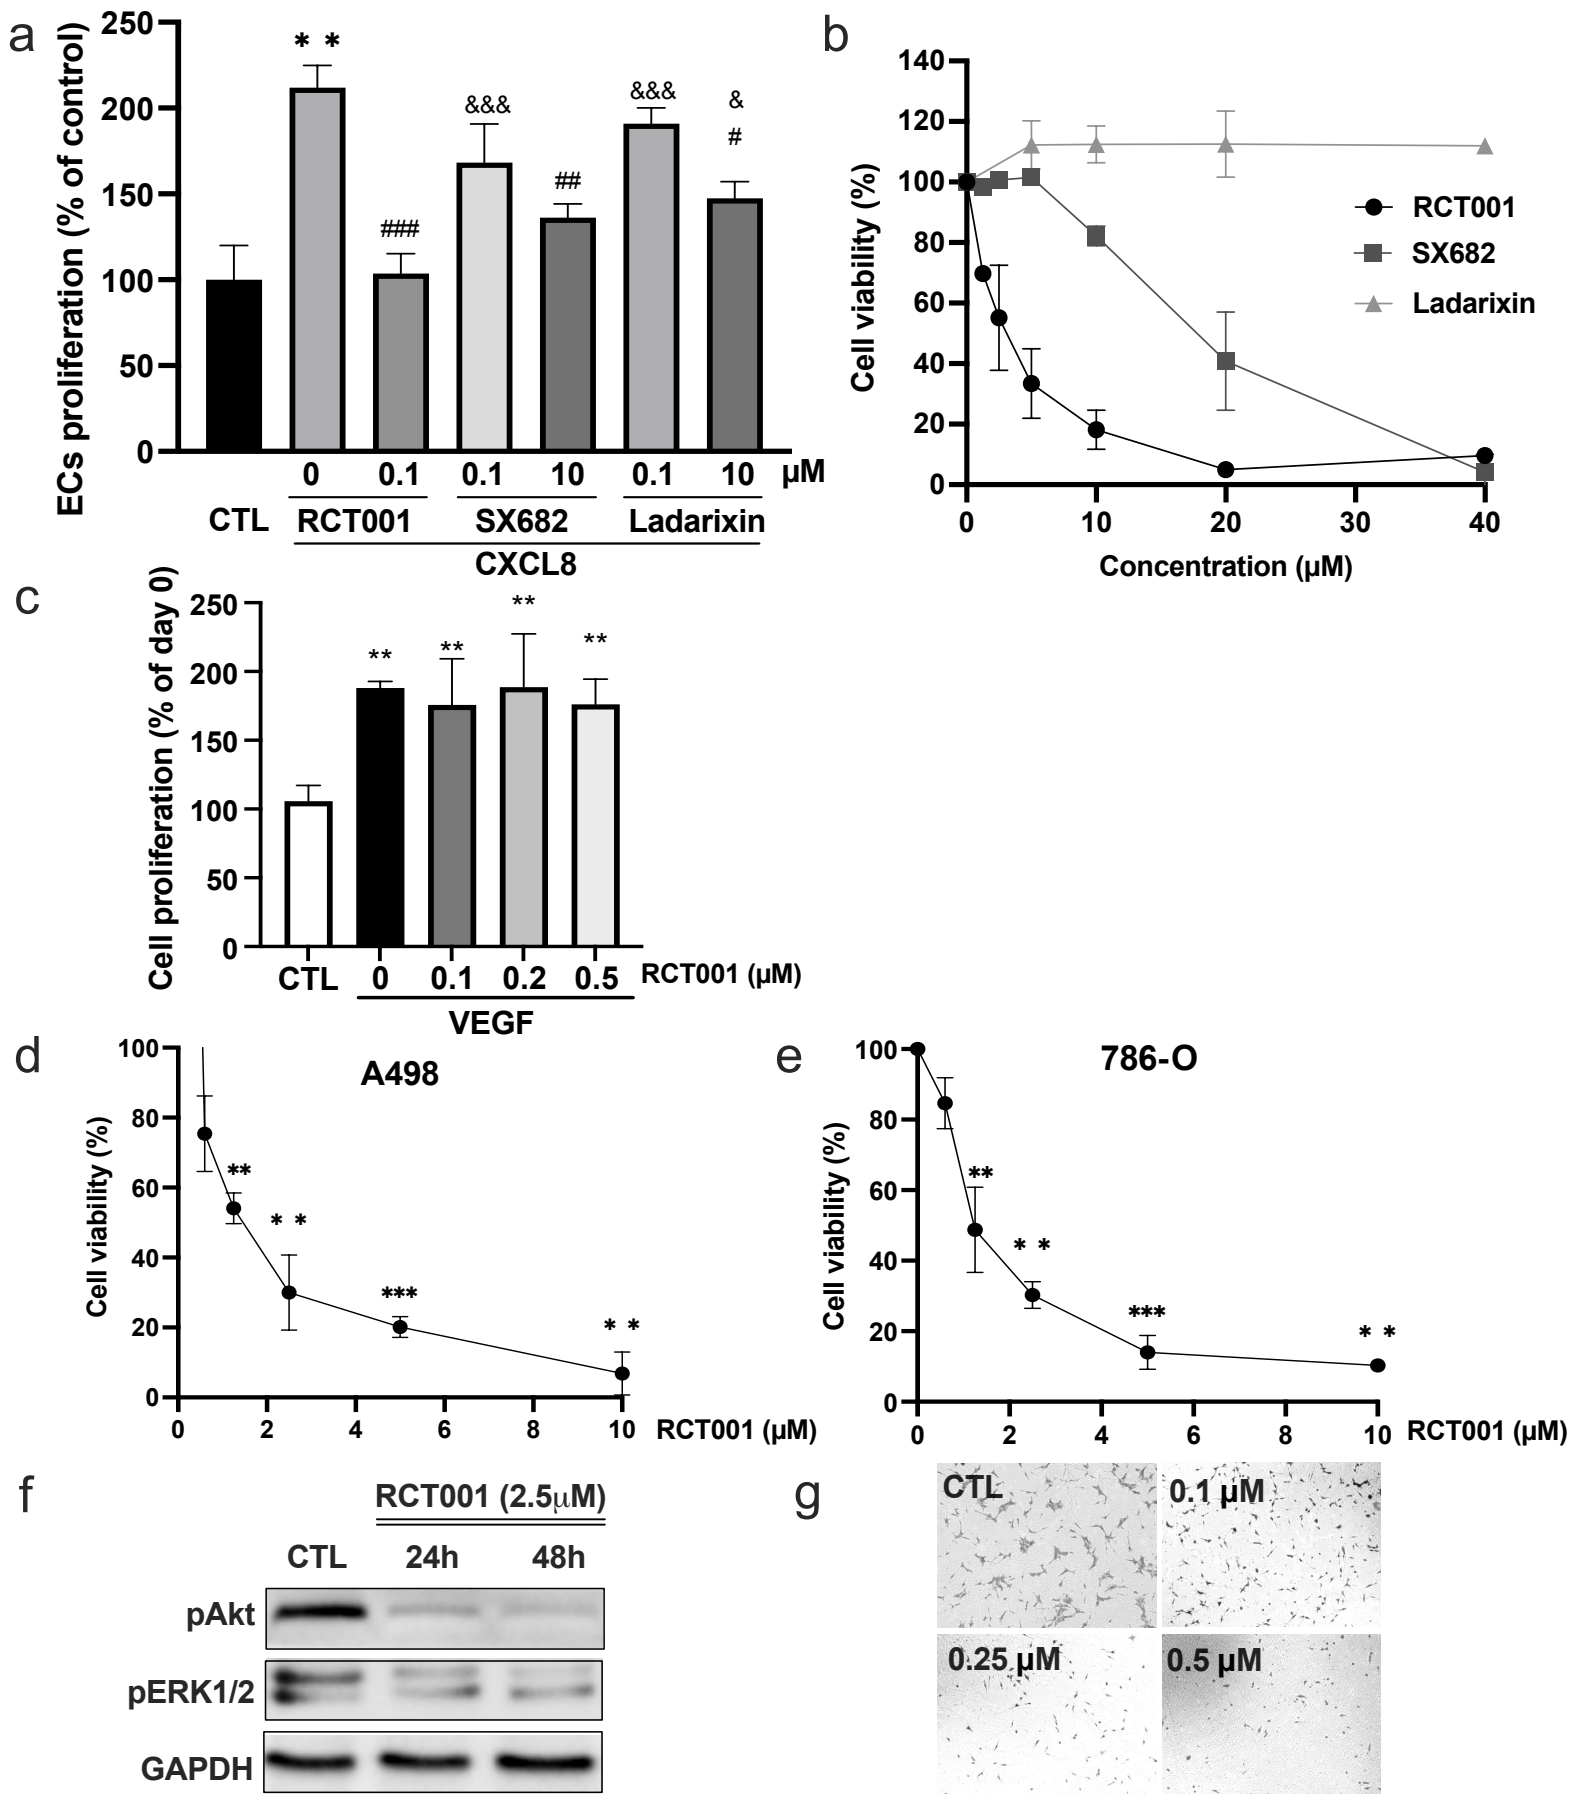 a
ECs proliferation (% of control)
250
200
150
100
50
0
* *
###
&&&
##
&&&
&
#
0 0.1 0.1 10 0.1 10 µM
CTL RCT001 SX682 Ladarixin
CXCL8
b
Cell viability (%)
140
120
100
80
60
40
20
0
0 10 20 30 40
Concentration (µM)
RCT001
SX682
Ladarixin
c
Cell proliferation (% of day 0)
250
200
150
100
50
0
** ** ** **
CTL 0 0.1 0.2 0.5 RCT001 (µM)
VEGF
d
A498
Cell viability (%)
100
80
60
40
20
0
**
* *
***
* *
0 2 4 6 8 10 RCT001 (µM)
e
786-O
Cell viability (%)
100
80
60
40
20
0
**
* *
***
* *
0 2 4 6 8 10 RCT001 (µM)
f
RCT001 (2.5µM)
CTL 24h 48h
pAkt
pERK1/2
GAPDH
g
CTL 0.1 µM
0.25 µM 0.5 µM